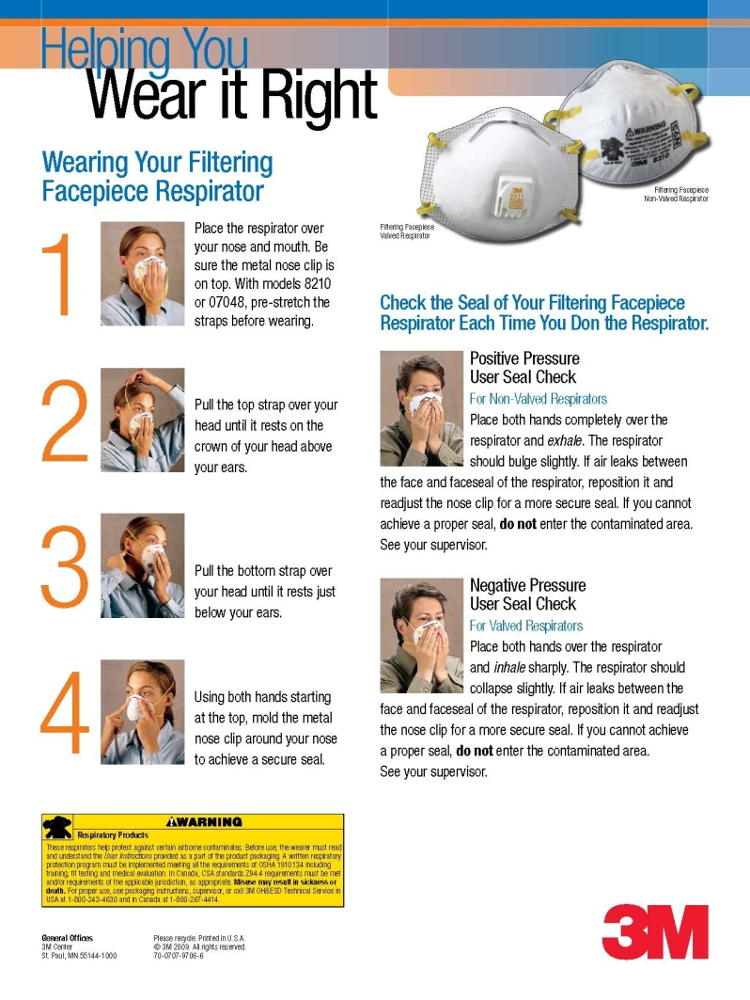 Helping You
Wear it Right
Wearing Your Filtering
Facepiece Respirator
1
Place the respirator over
your nose and mouth. Be
sure the metal nose clip is
on top. With models 8210
or 07048, pre-stretch the
straps before wearing.
2
Pull the top strap over your
head until it rests on the
crown of your head above
your ears.
3
Pull the bottom strap over
your head until it rests just
below your ears.
4
Using both hands starting
at the top, mold the metal
nose clip around your nose
to achieve a secure seal.
WARNING
Respiratory Products
These respirators help protect against certain airborne contaminates. Before use, the wearer must read
and understand the User Instructions provided as a part of the product packaging. A written respiratory
protection program must be implemented meeting all the requirements of OSHA 1910.134 including
training, fit testing and medical evaluation. In Canada, CSA standards Z94.4 requirements must be met
and/or requirements of the applicable jurisdiction, as appropriate. Misuse may result in sickness or
death. For proper use, see packaging instructions, supervisor, or call 3M OH&ESD Technical Service in
USA at 1-800-243-4630 and in Canada at 1-800-267-4414.
General Offices
3M Center
St. Paul, MN 55144-1000
Please recycle. Printed in U.S.A.
© 3M 2009. All rights reserved.
70-0707-9706-6
WARNING
N95
3M 8210
3M
8511
Filtering Facepiece
Non-Valved Respirator
Filtering Facepiece
Valved Respirator
Check the Seal of Your Filtering Facepiece
Respirator Each Time You Don the Respirator.
Positive Pressure
User Seal Check
For Non-Valved Respirators
Place both hands completely over the
respirator and exhale. The respirator
should bulge slightly. If air leaks between
the face and faceseal of the respirator, reposition it and
readjust the nose clip for a more secure seal. If you cannot
achieve a proper seal, do not enter the contaminated area.
See your supervisor.
Negative Pressure
User Seal Check
For Valved Respirators
Place both hands over the respirator
and inhale sharply. The respirator should
collapse slightly. If air leaks between the
face and faceseal of the respirator, reposition it and readjust
the nose clip for a more secure seal. If you cannot achieve
a proper seal, do not enter the contaminated area.
See your supervisor.
3M